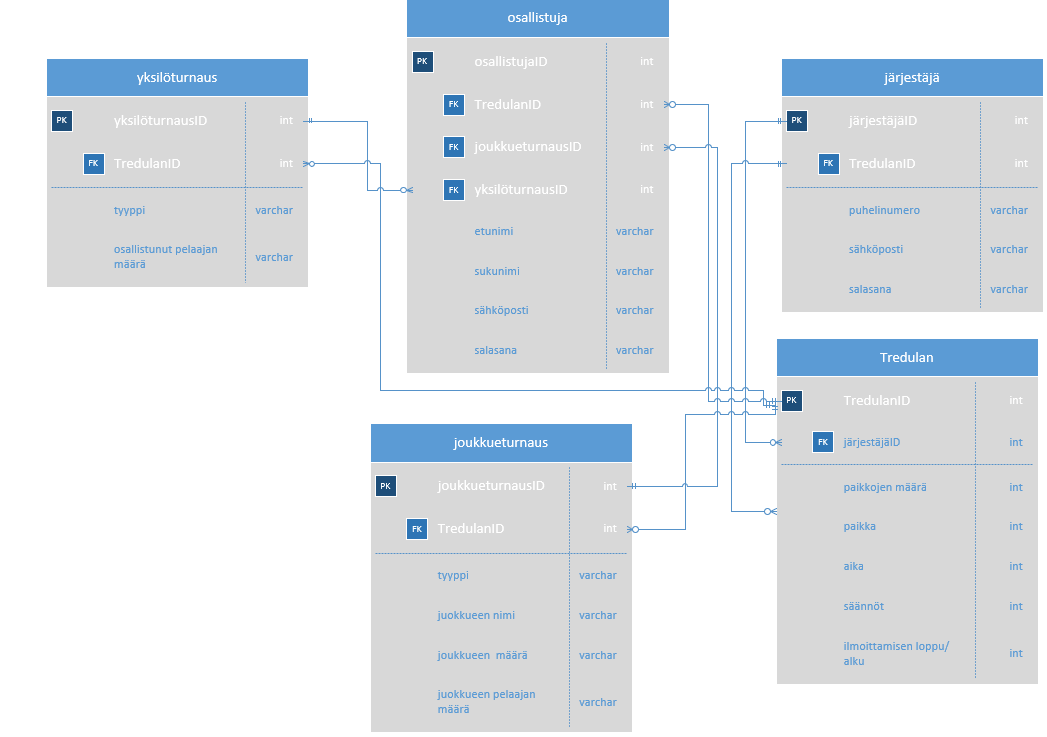 osallistuja
PK osallistujaID int
FK TredulanID int
FK joukkueturnausID int
FK yksilöturnausID int
etunimi varchar
sukunimi varchar
sähköposti varchar
salasana varchar
yksilöturnaus
PK yksilöturnausID int
FK TredulanID int
tyyppi varchar
osallistunut pelaajan
määrä varchar
järjestäjä
PK järjestäjäID int
FK TredulanID int
puhelinumero varchar
sähköposti varchar
salasana varchar
Tredulan
PK TredulanID int
FK järjestäjäID int
paikkojen määrä int
paikka int
aika int
säännöt int
ilmoittamisen loppu/
alku int
joukkueturnaus
PK joukkueturnausID int
FK TredulanID int
tyyppi varchar
juokkueen nimi varchar
joukkueen määrä varchar
juokkueen pelaajan
määrä varchar